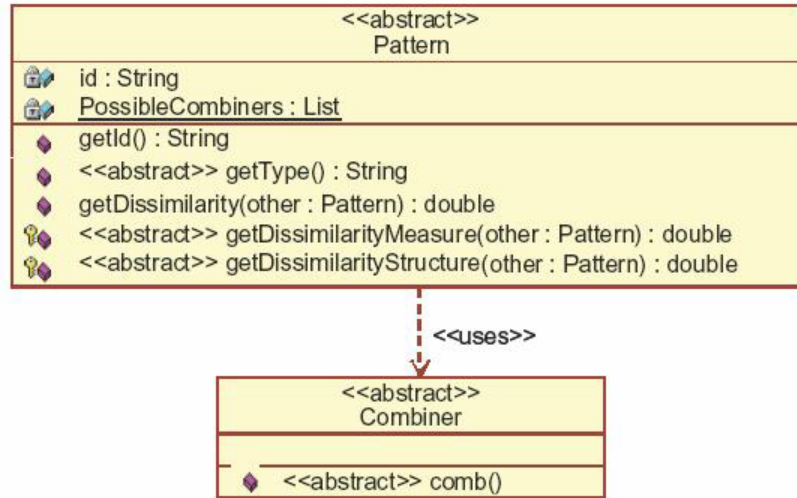 <<abstract>>
Pattern
id : String
PossibleCombiners : List
getId() : String
<<abstract>> getType() : String
getDissimilarity(other : Pattern) : double
<<abstract>> getDissimilarityMeasure(other : Pattern) : double
<<abstract>> getDissimilarityStructure(other : Pattern) : double
<<uses>>
<<abstract>>
Combiner
<<abstract>> comb()